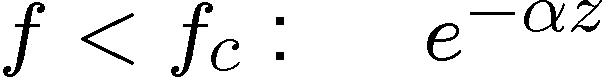 f < f_c :   e^{-αz}